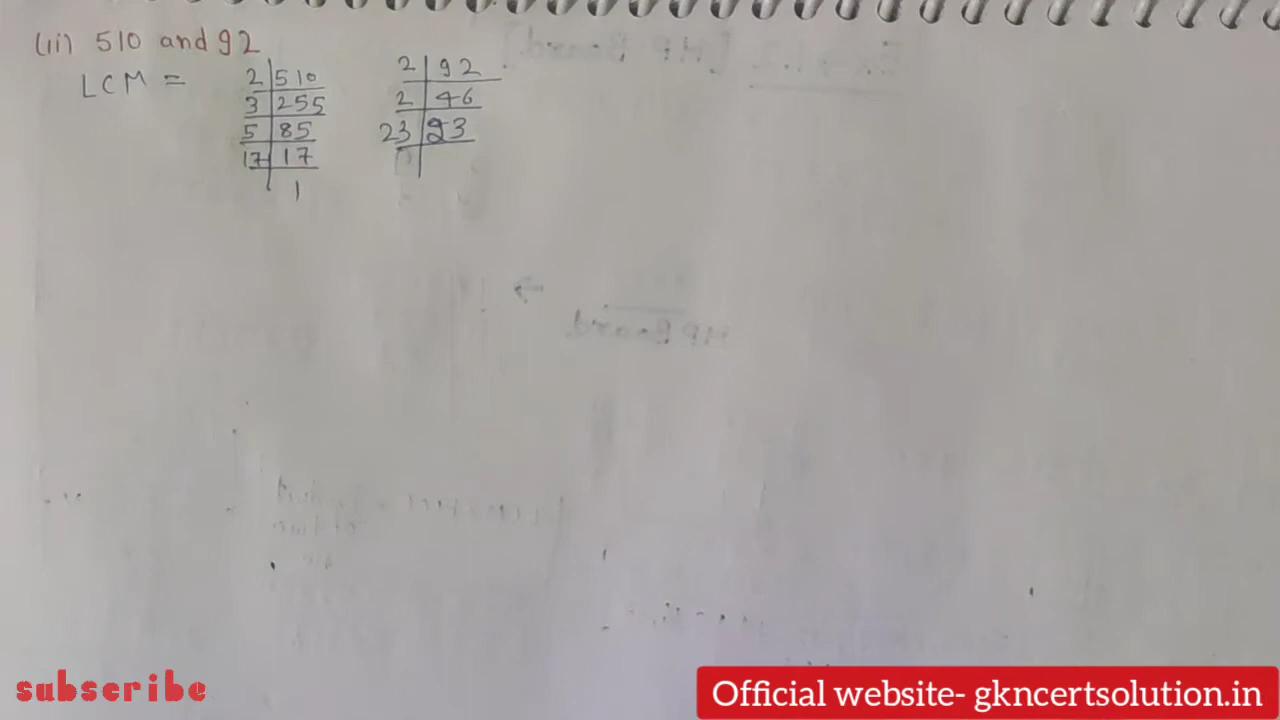 (iii) 510 and 92
LCM =
2 | 510
3 | 255
5 | 85
17 | 17
1
2 | 92
2 | 46
23 | 23
subscribe
Official website- gkncertsolution.in